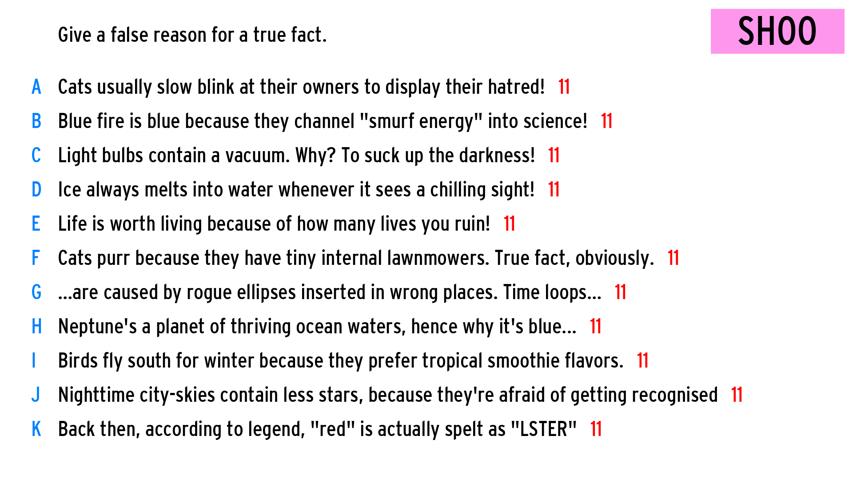 Give a false reason for a true fact.
SHOO
A Cats usually slow blink at their owners to display their hatred! 11
B Blue fire is blue because they channel "smurf energy" into science! 11
C Light bulbs contain a vacuum. Why? To suck up the darkness! 11
D Ice always melts into water whenever it sees a chilling sight! 11
E Life is worth living because of how many lives you ruin! 11
F Cats purr because they have tiny internal lawnmowers. True fact, obviously. 11
G ...are caused by rogue ellipses inserted in wrong places. Time loops... 11
H Neptune's a planet of thriving ocean waters, hence why it's blue... 11
I Birds fly south for winter because they prefer tropical smoothie flavors. 11
J Nighttime city-skies contain less stars, because they're afraid of getting recognised 11
K Back then, according to legend, "red" is actually spelt as "LSTER" 11